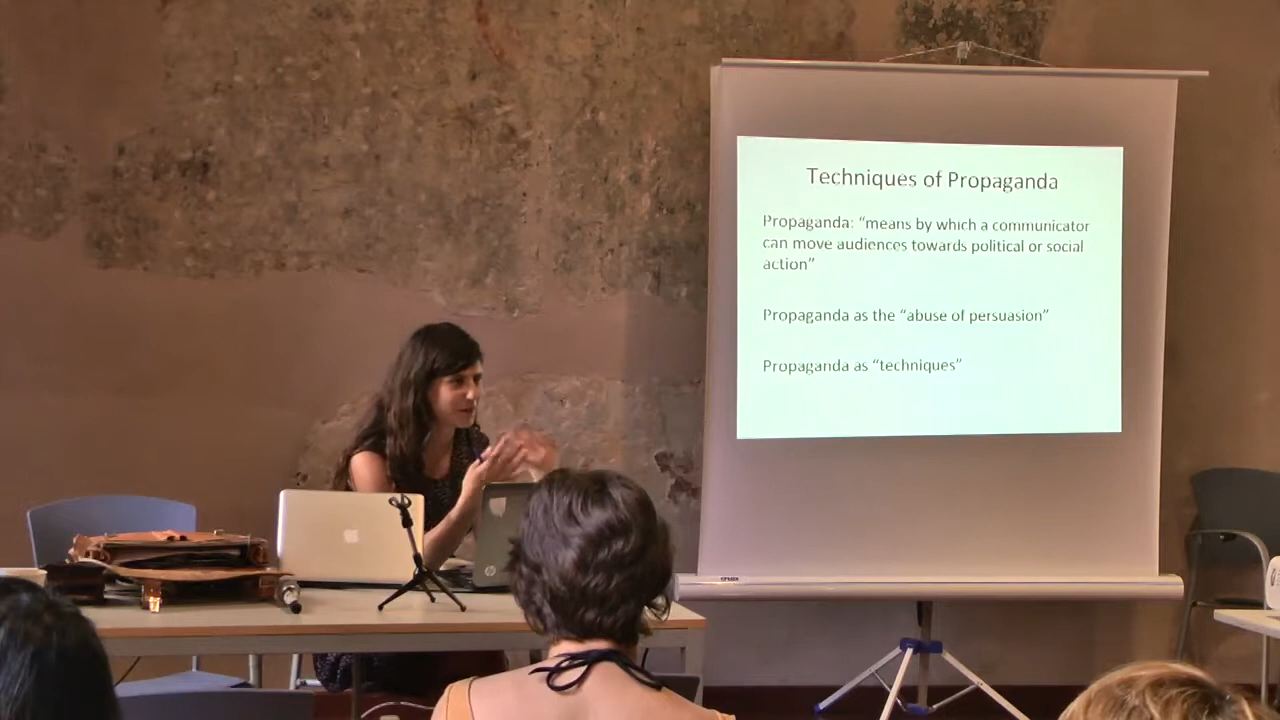 Techniques of Propaganda
Propaganda: “means by which a communicator
can move audiences towards political or social
action”
Propaganda as the “abuse of persuasion”
Propaganda as “techniques”